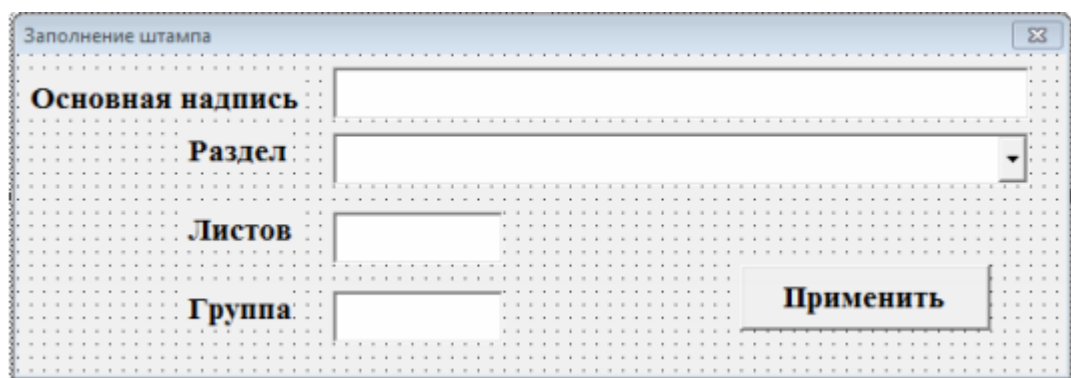 Заполнение штампа
Основная надпись
Раздел
Листов
Группа
Применить